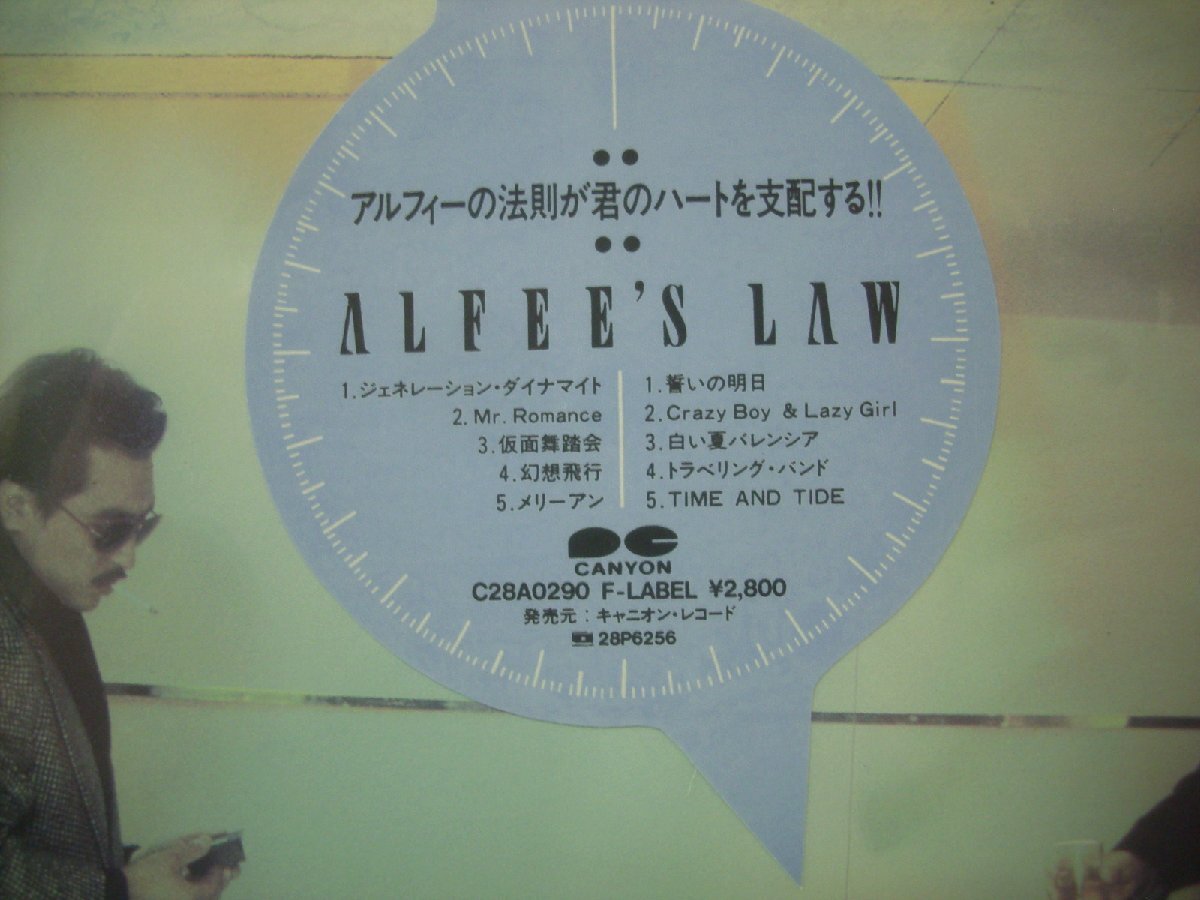 アルフィーの法則が君のハートを支配する!!
ALFEE'S LAW
1.ジェネレーション・ダイナマイト
2.Mr. Romance
3.仮面舞踏会
4.幻想飛行
5.メリーアン
1.誓いの明日
2.Crazy Boy & Lazy Girl
3.白い夏バレンシア
4.トラベリング・バンド
5.TIME AND TIDE
PC
CANYON
C28A0290 F-LABEL ¥2,800
発売元:キャニオン・レコード
28P6256